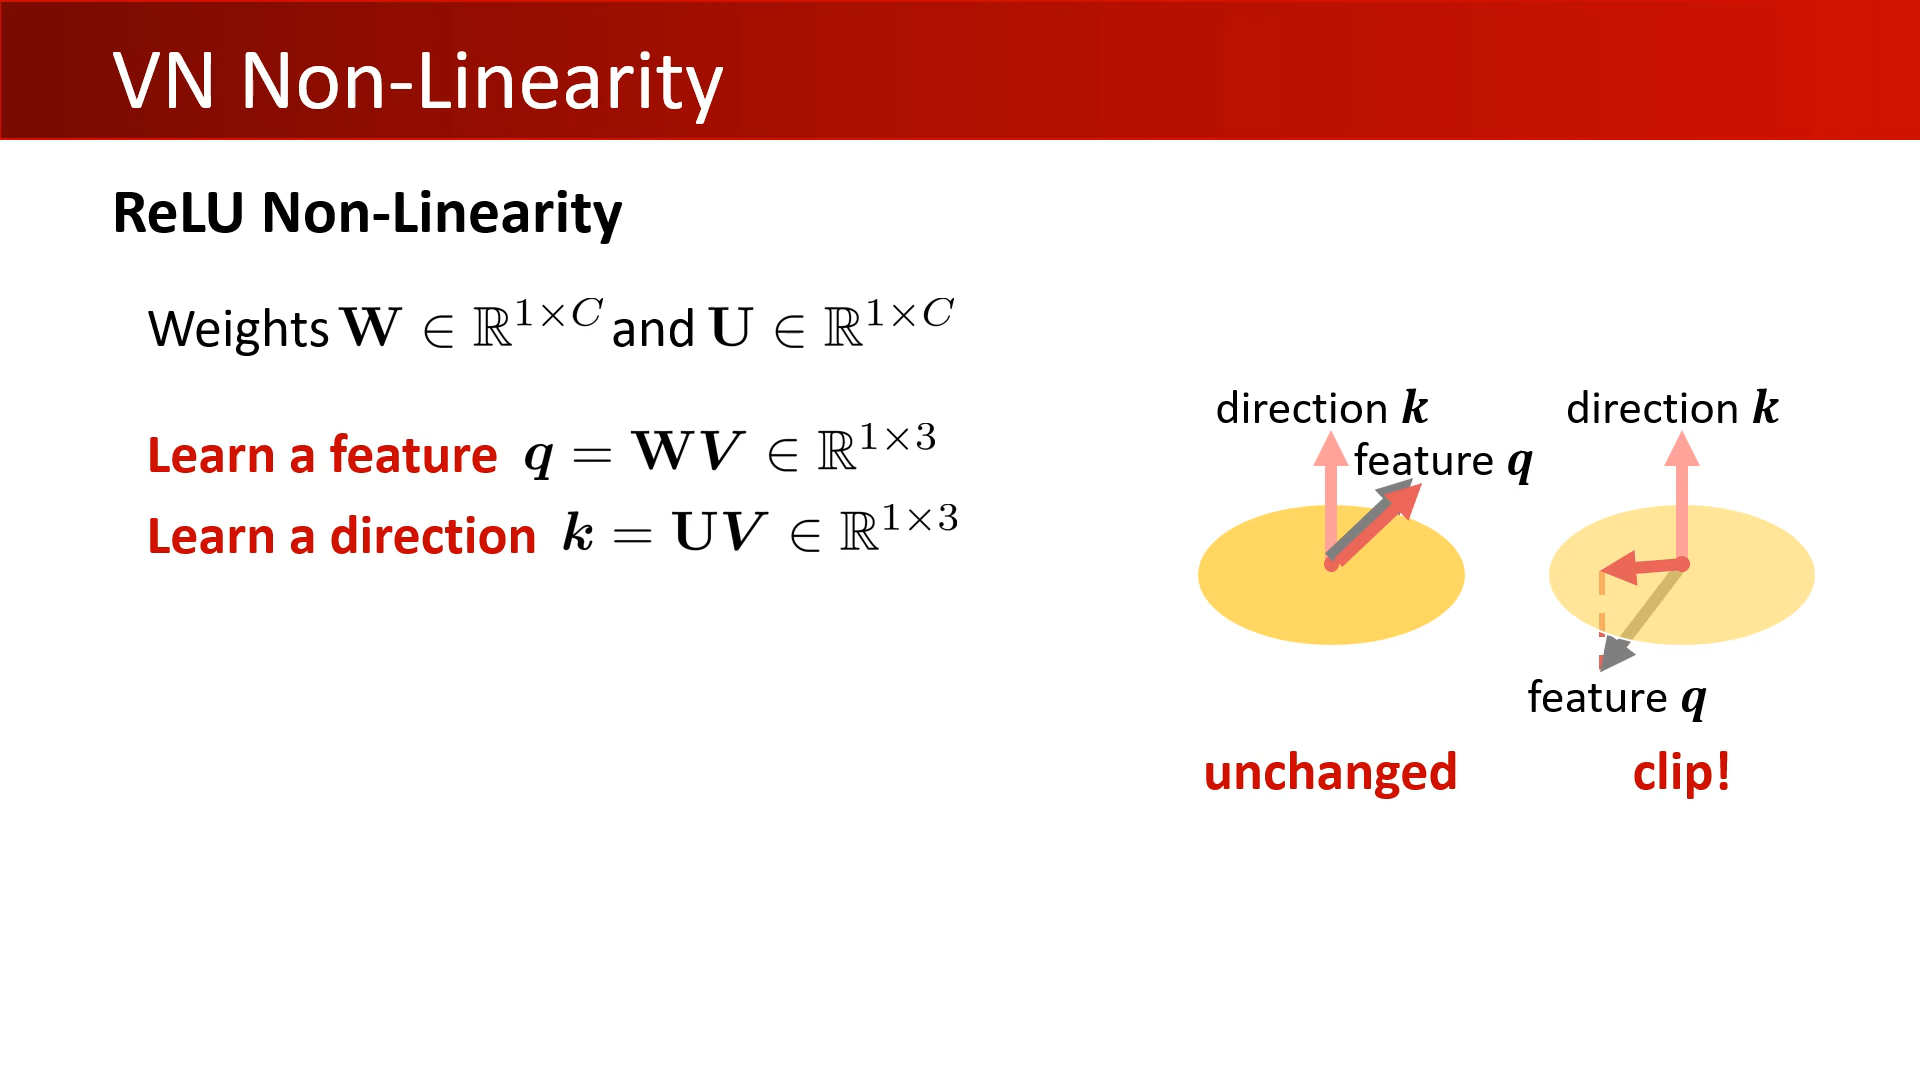 VN Non-Linearity
ReLU Non-Linearity
Weights W ∈ ℝ^{1×C} and U ∈ ℝ^{1×C}
Learn a feature q = WV ∈ ℝ^{1×3}
Learn a direction k = UV ∈ ℝ^{1×3}
direction k
feature q
unchanged
direction k
feature q
clip!